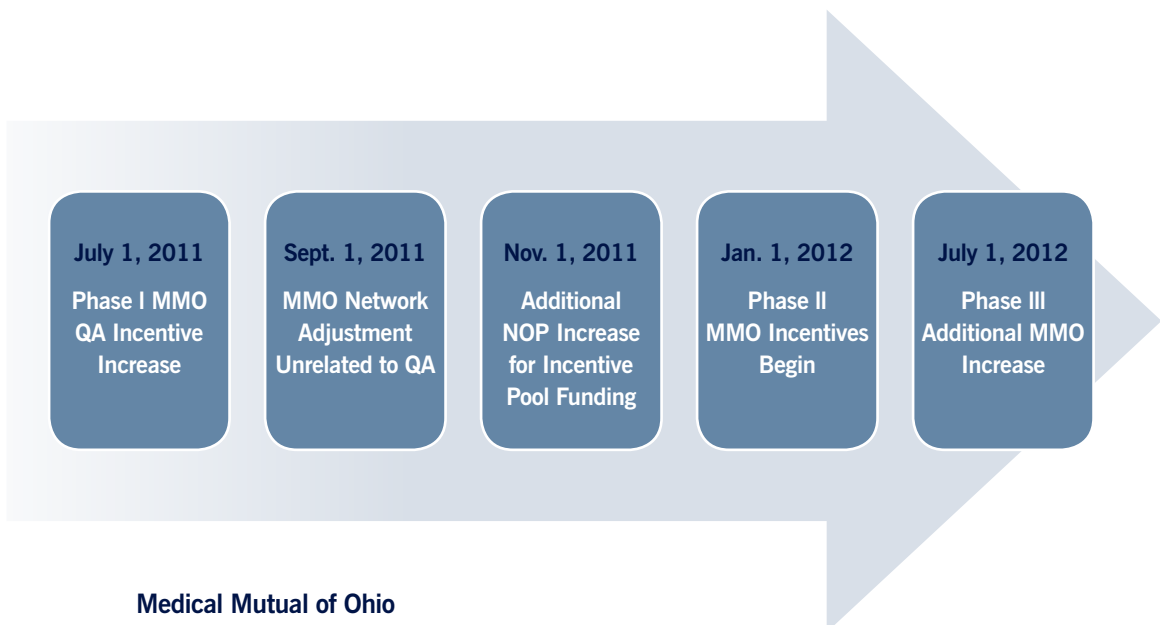 July 1, 2011
Phase I MMO
QA Incentive
Increase
Sept. 1, 2011
MMO Network
Adjustment
Unrelated to QA
Nov. 1, 2011
Additional
NOP Increase
for Incentive
Pool Funding
Jan. 1, 2012
Phase II
MMO Incentives
Begin
July 1, 2012
Phase III
Additional MMO
Increase
Medical Mutual of Ohio